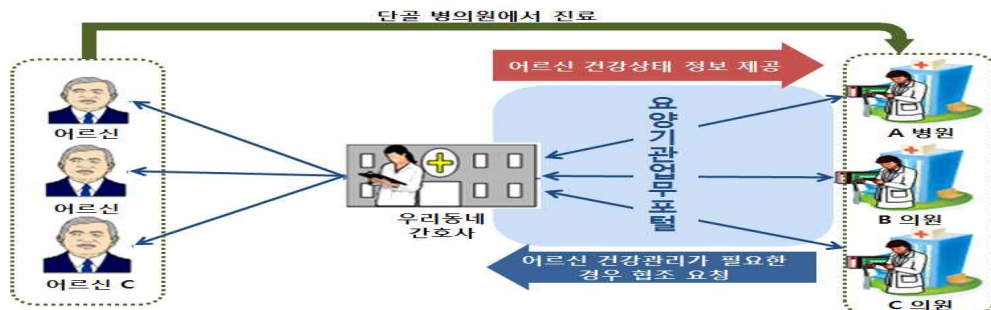 단골 병의원에서 진료
어르신 건강상태 정보 제공
어르신
어르신
어르신 C
우리동네
간호사
요양기관업무포털
A 병원
B 의원
C 의원
어르신 건강관리가 필요한
경우 협조 요청